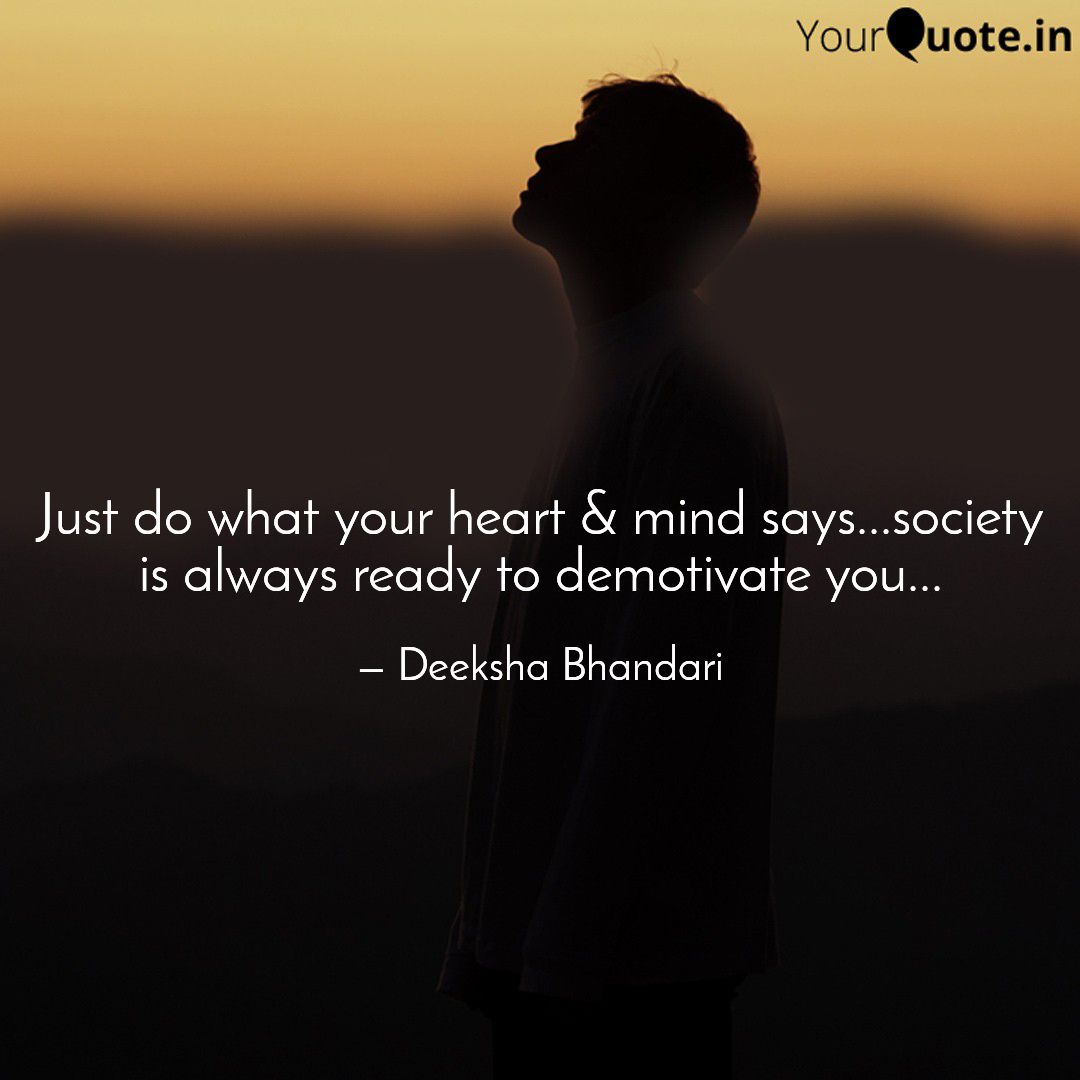 YourQuote.in
Just do what your heart & mind says...society
is always ready to demotivate you...
– Deeksha Bhandari